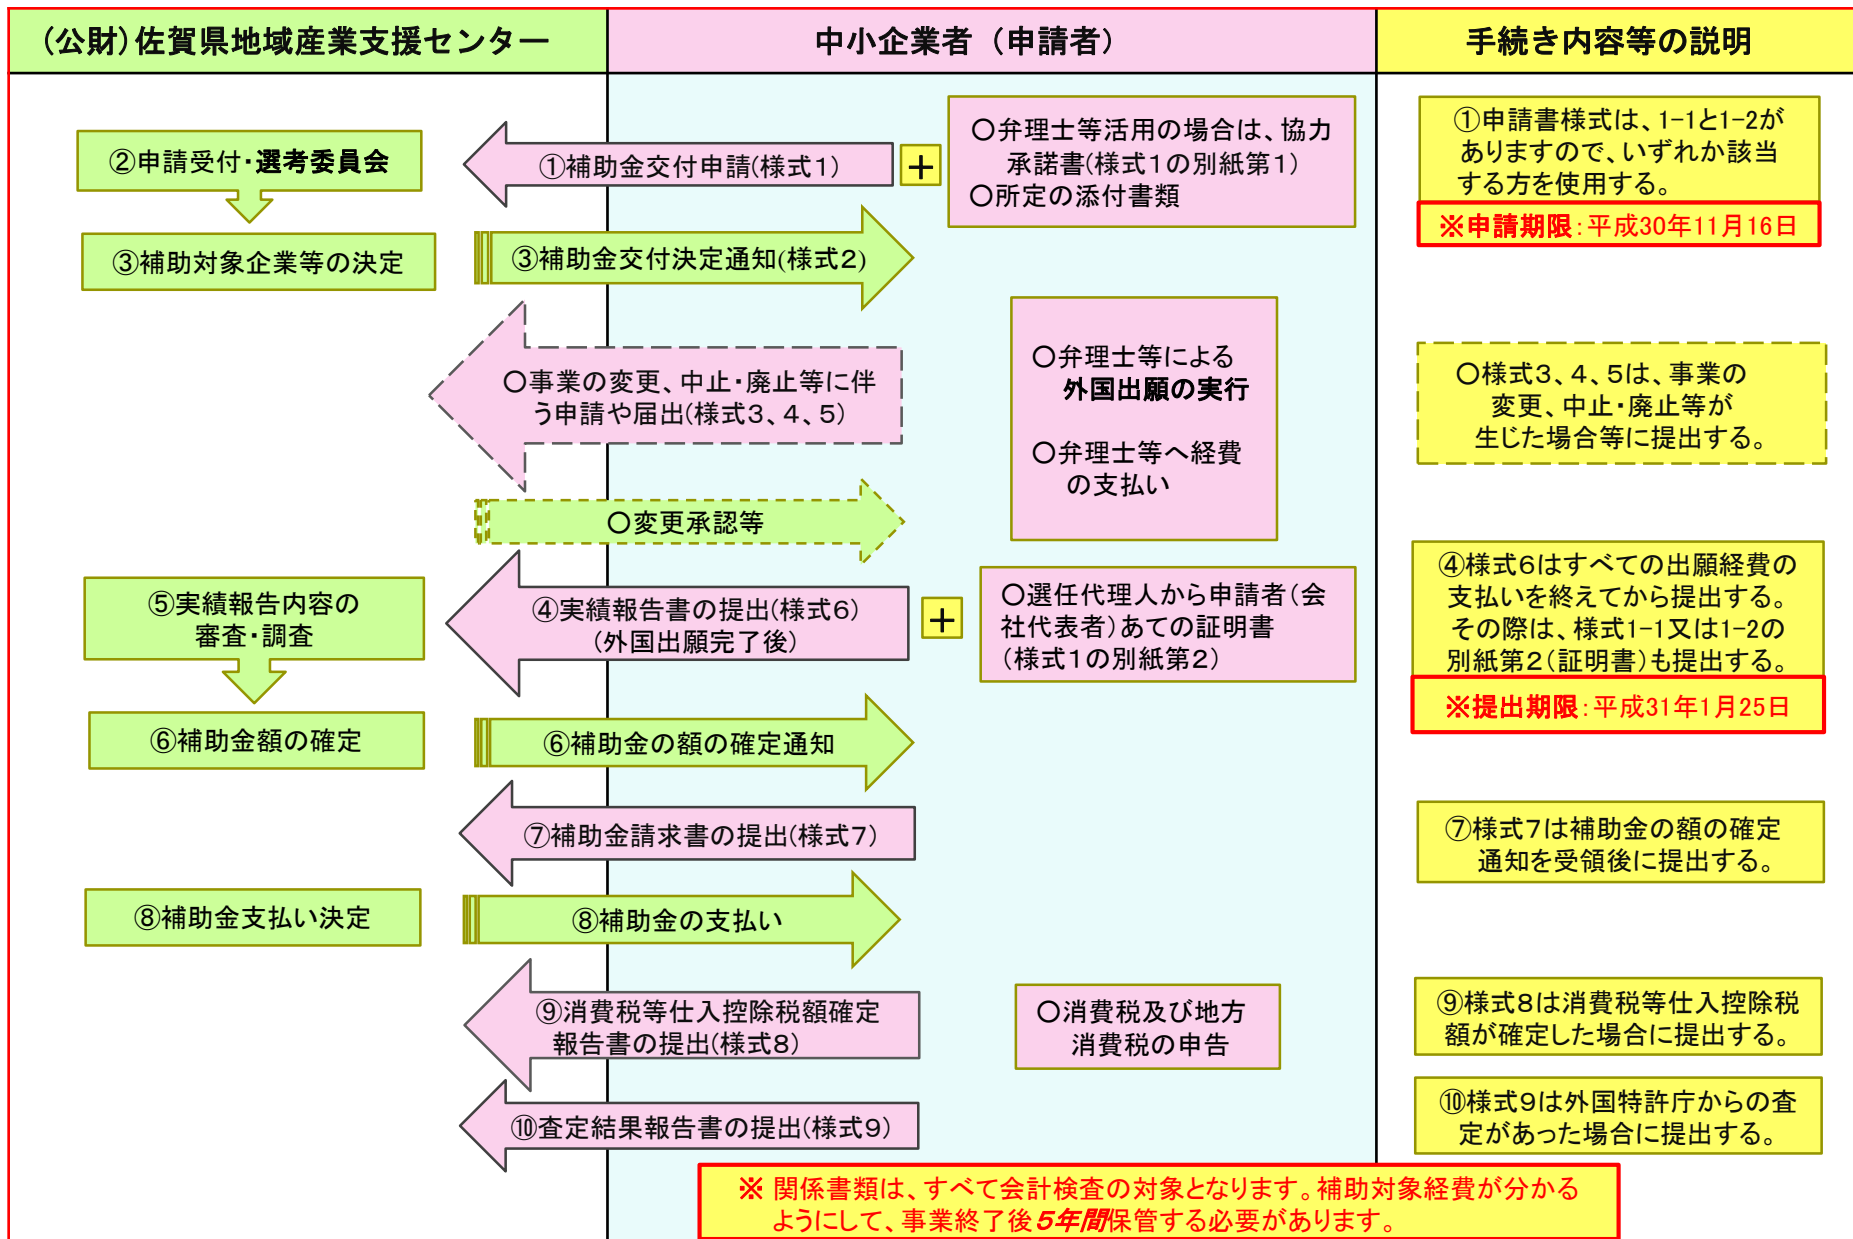 （公財）佐賀県地域産業支援センター
中小企業者（申請者）
手続き内容等の説明
②申請受付・選考委員会
①補助金交付申請(様式１)
＋
○弁理士等活用の場合は、協力
承諾書(様式１の別紙第１)
○所定の添付書類
①申請書様式は、1-1と1-2が
ありますので、いずれか該当
する方を使用する。
※申請期限：平成30年11月16日
③補助対象企業等の決定
③補助金交付決定通知(様式２)
○事業の変更、中止・廃止等に伴
う申請や届出(様式３、４、５)
○弁理士等による
外国出願の実行
○弁理士等へ経費
の支払い
○様式３、４、５は、事業の
変更、中止・廃止等が
生じた場合等に提出する。
○変更承認等
⑤実績報告内容の
審査・調査
④実績報告書の提出(様式６)
（外国出願完了後）
＋
○選任代理人から申請者（会
社代表者）あての証明書
（様式１の別紙第２）
④様式６はすべての出願経費の
支払いを終えてから提出する。
その際は、様式1-1又は1-2の
別紙第２（証明書）も提出する。
※提出期限：平成31年1月25日
⑥補助金額の確定
⑥補助金の額の確定通知
⑦補助金請求書の提出(様式７)
⑦様式７は補助金の額の確定
通知を受領後に提出する。
⑧補助金支払い決定
⑧補助金の支払い
⑨消費税等仕入控除税額確定
報告書の提出(様式８)
○消費税及び地方
消費税の申告
⑨様式８は消費税等仕入控除税
額が確定した場合に提出する。
⑩査定結果報告書の提出(様式９)
⑩様式９は外国特許庁からの査
定があった場合に提出する。
※ 関係書類は、すべて会計検査の対象となります。補助対象経費が分かる
ようにして、事業終了後５年間保管する必要があります。